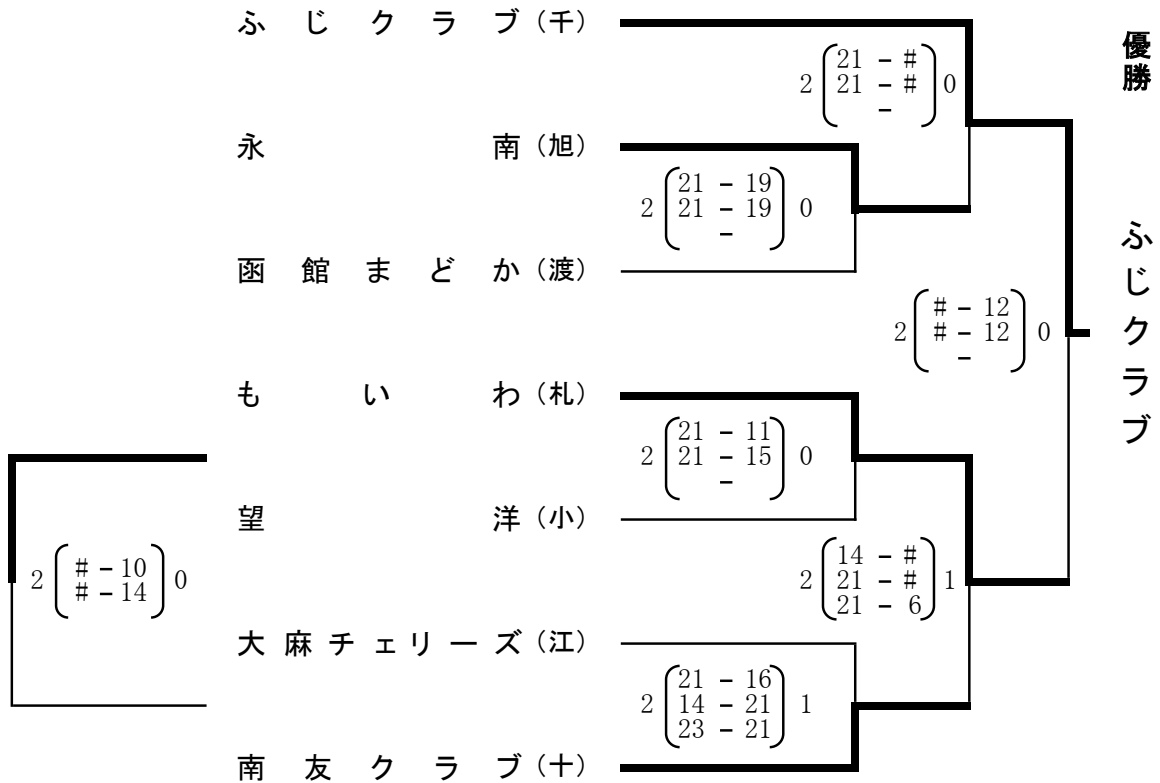 ふじクラブ（千）
優勝
2 21 - # 0
21 - #
-
永南（旭）
2 21 - 19 0
21 - 19
-
函館まどか（渡）
ふじクラブ
2 # - 12 0
# - 12
-
もいわ（札）
2 21 - 11 0
21 - 15
-
望洋（小）
2 # - 10 0
# - 14
2 14 - # 1
21 - #
21 - 6
大麻チェリーズ（江）
2 21 - 16 1
14 - 21
23 - 21
南友クラブ（十）